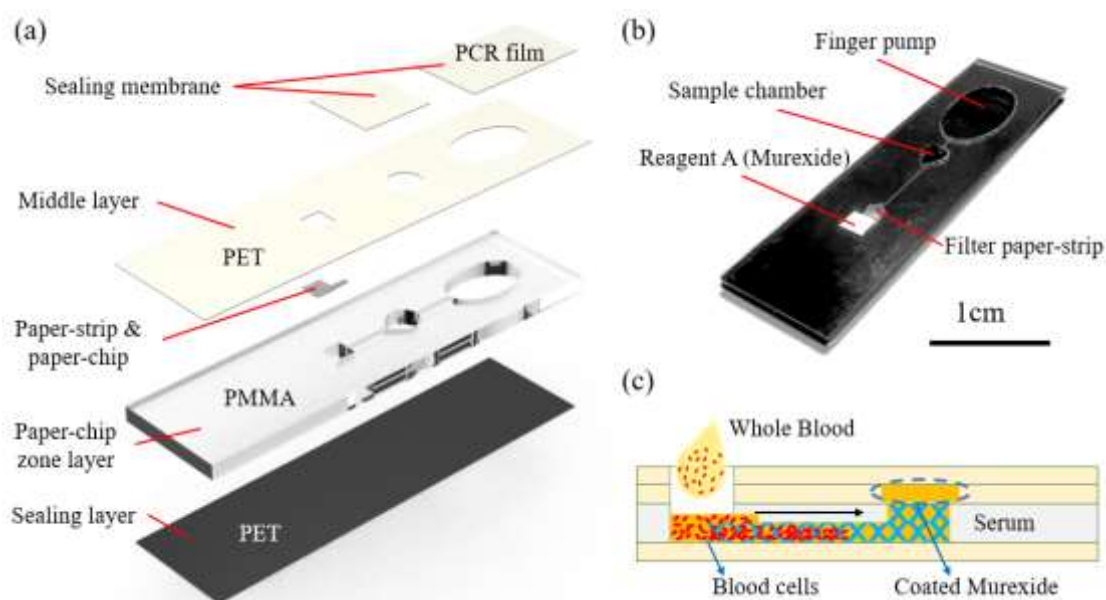 (a)
PCR film
Sealing membrane
Middle layer
PET
Paper-strip &
paper-chip
PMMA
Paper-chip
zone layer
Sealing layer
PET
(b)
Finger pump
Sample chamber
Reagent A (Murexide)
Filter paper-strip
1cm
(c)
Whole Blood
Serum
Blood cells
Coated Murexide